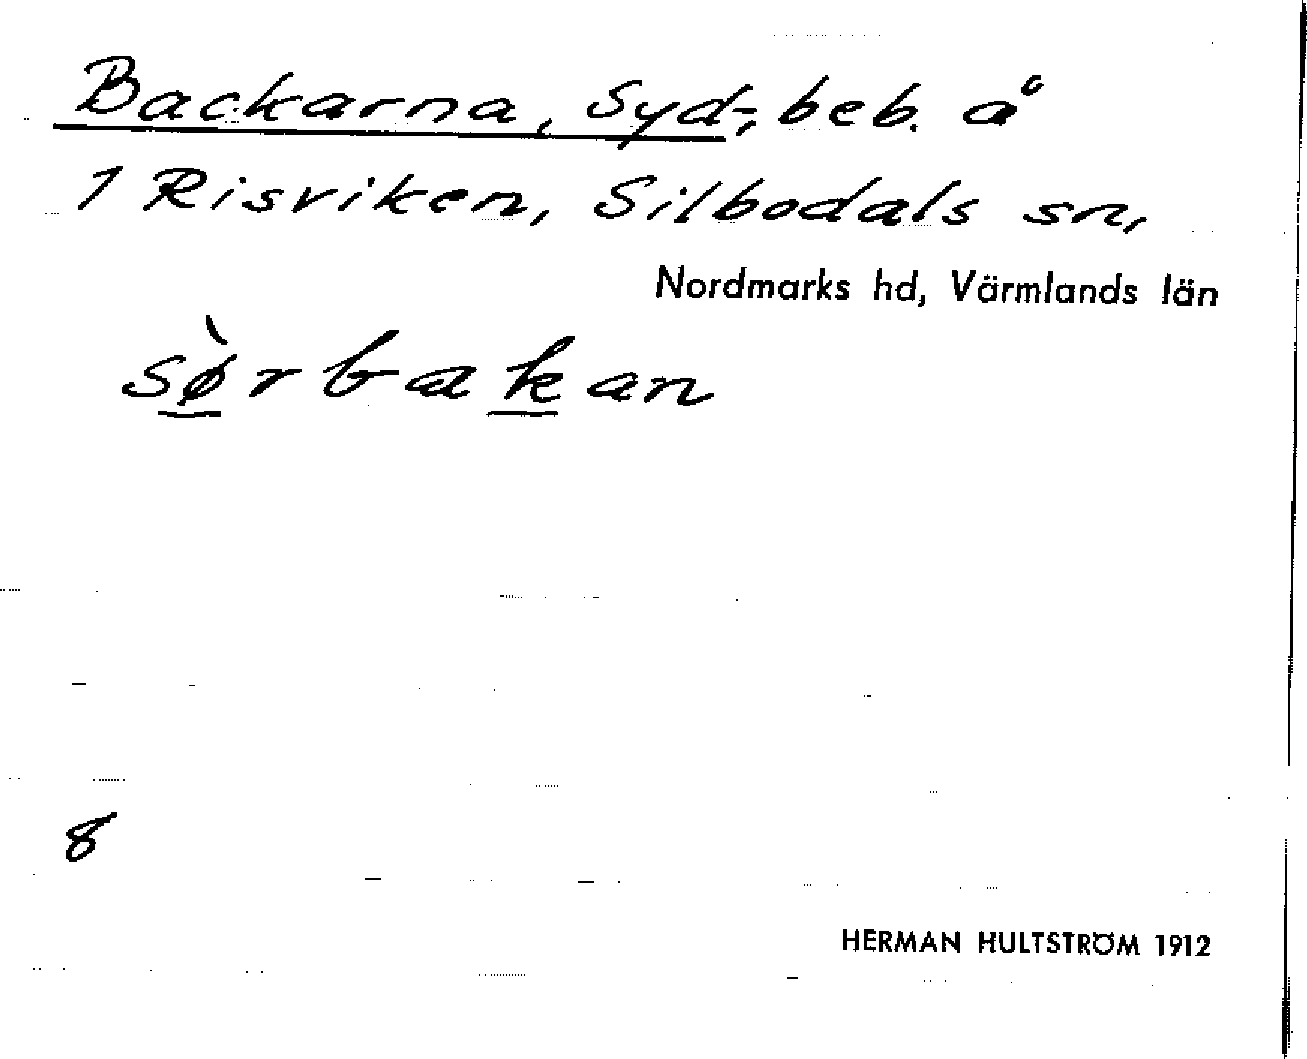 Backarna, Syd-, beb. å
1 Risviken, Silbodals sn,
Nordmarks hd, Värmlands län
sø̀rbakan
8
HERMAN HULTSTRÖM 1912